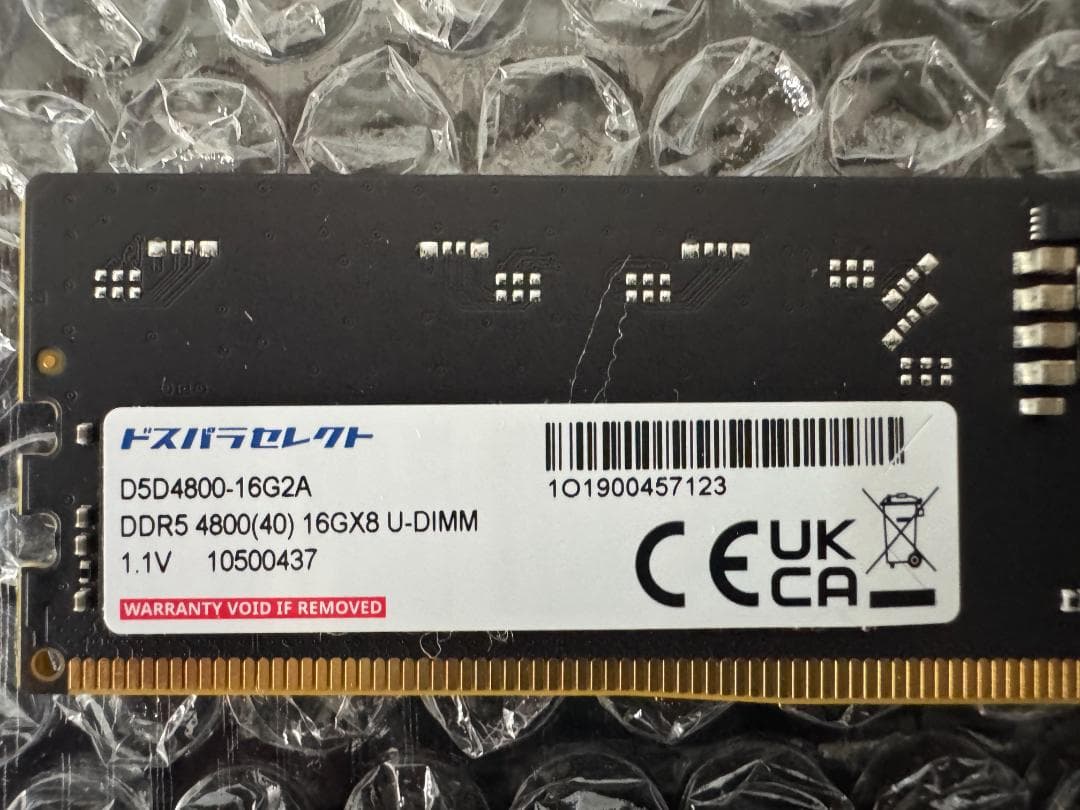 ドスパラセレクト
D5D4800-16G2A
DDR5 4800(40) 16GX8 U-DIMM
1.1V 10500437
WARRANTY VOID IF REMOVED
1O1900457123
CE UK
CA